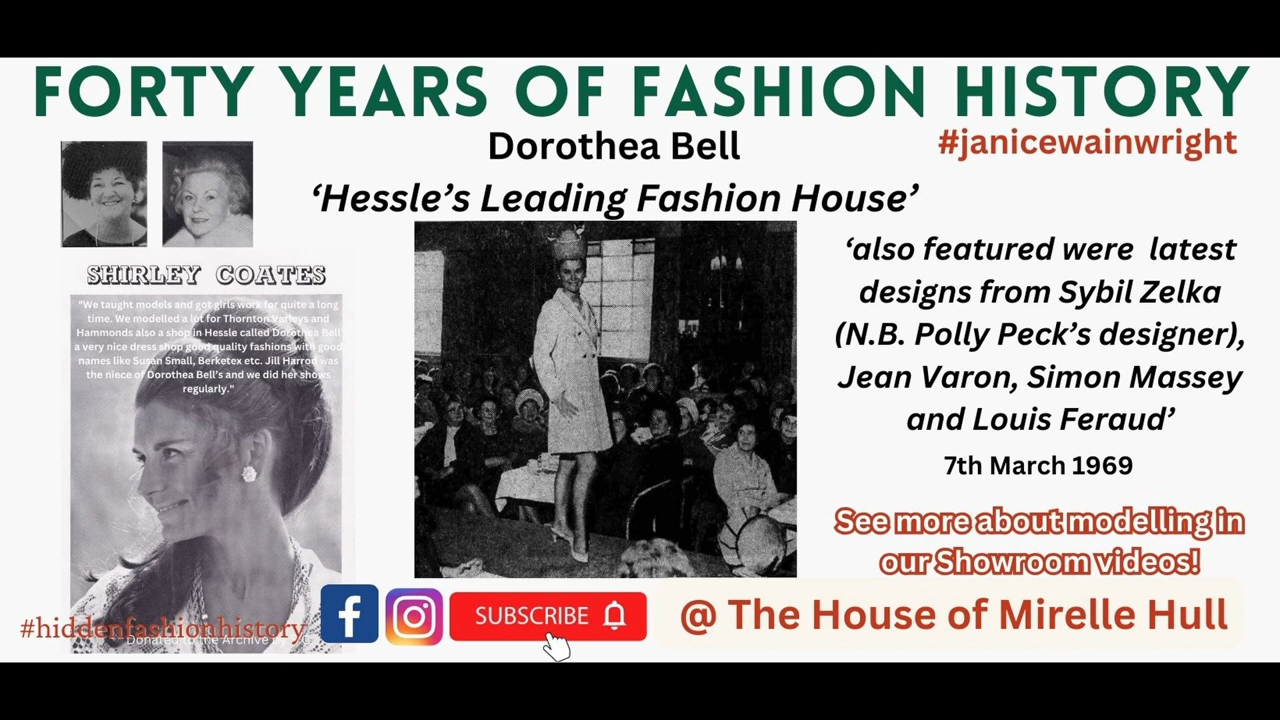 FORTY YEARS OF FASHION HISTORY
Dorothea Bell
#janicewainwright
‘Hessle’s Leading Fashion House’
SHIRLEY COATES
"We taught models and got girls work for quite a long
time. We modelled a lot for Thornton Varleys and
Hammonds also a shop in Hessle called Dorothea Bell
a very nice dress shop good quality fashions with good
names like Susan Small, Berketex etc. Jill Harrod was
the niece of Dorothea Bell's and we did her shows
regularly."
‘also featured were latest
designs from Sybil Zelka
(N.B. Polly Peck’s designer),
Jean Varon, Simon Massey
and Louis Feraud’
7th March 1969
See more about modelling in
our Showroom videos!
#hiddenfashionhistory
Donated to the Archive
SUBSCRIBE
@ The House of Mirelle Hull